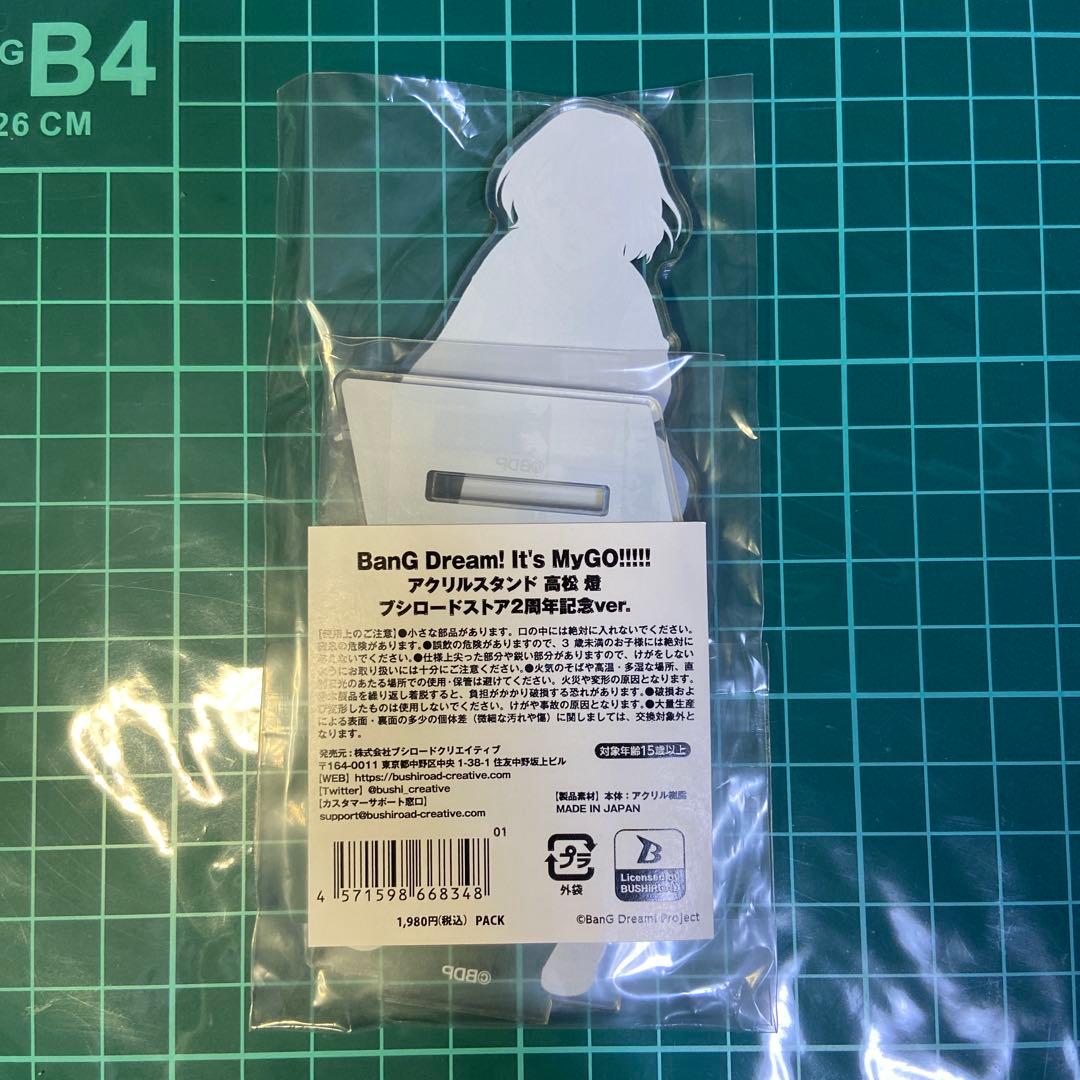 G B4
26 CM
©BDP
BanG Dream! It's MyGO!!!!!
アクリルスタンド 高松 燈
ブシロードストア2周年記念ver.
【使用上のご注意】●小さな部品があります。口の中には絶対に入れないでください。
の危険があります。●誤飲の危険がありますので、3 歳未満のお子様には絶対に
えないでください。●仕様上尖った部分や鋭い部分がありますので、けがをしない
ようにお取り扱いには十分にご注意ください。●火気のそばや高温・多湿な場所、直
射日光のあたる場所での使用・保管は避けてください。火災や変形の原因となります。
製品を繰り返し着脱すると、負担がかかり破損する恐れがあります。●破損およ
び変形したものは使用しないでください。けがや事故の原因となります。●大量生産
による表面・裏面の多少の個体差（微細な汚れや傷）に関しましては、交換対象外と
なります。
発売元：株式会社ブシロードクリエイティブ
対象年齢15歳以上
〒164-0011 東京都中野区中央 1-38-1 住友中野坂上ビル
【WEB】https://bushiroad-creative.com
【Twitter】@bushi_creative
【カスタマーサポート窓口】
support@bushiroad-creative.com
【製品素材】本体：アクリル樹脂
MADE IN JAPAN
01
4 571598 668348
プラ
外袋
B
Licensed by
BUSHIROAD
1,980円(税込) PACK
©BanG Dream! Project
©BDP